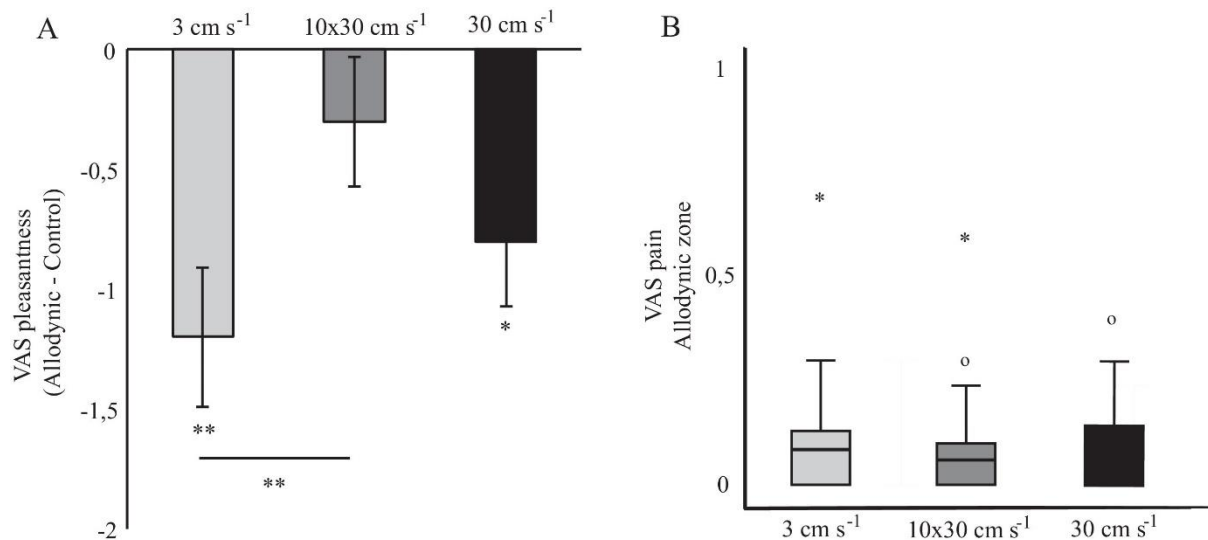 A
3 cm s⁻¹
10x30 cm s⁻¹
30 cm s⁻¹
0
-0,5
-1
-1,5
-2
VAS pleasantness
(Allodynic - Control)
**
**
*
B
1
0,5
0
VAS pain
Allodynic zone
*
*
o
o
3 cm s⁻¹
10x30 cm s⁻¹
30 cm s⁻¹